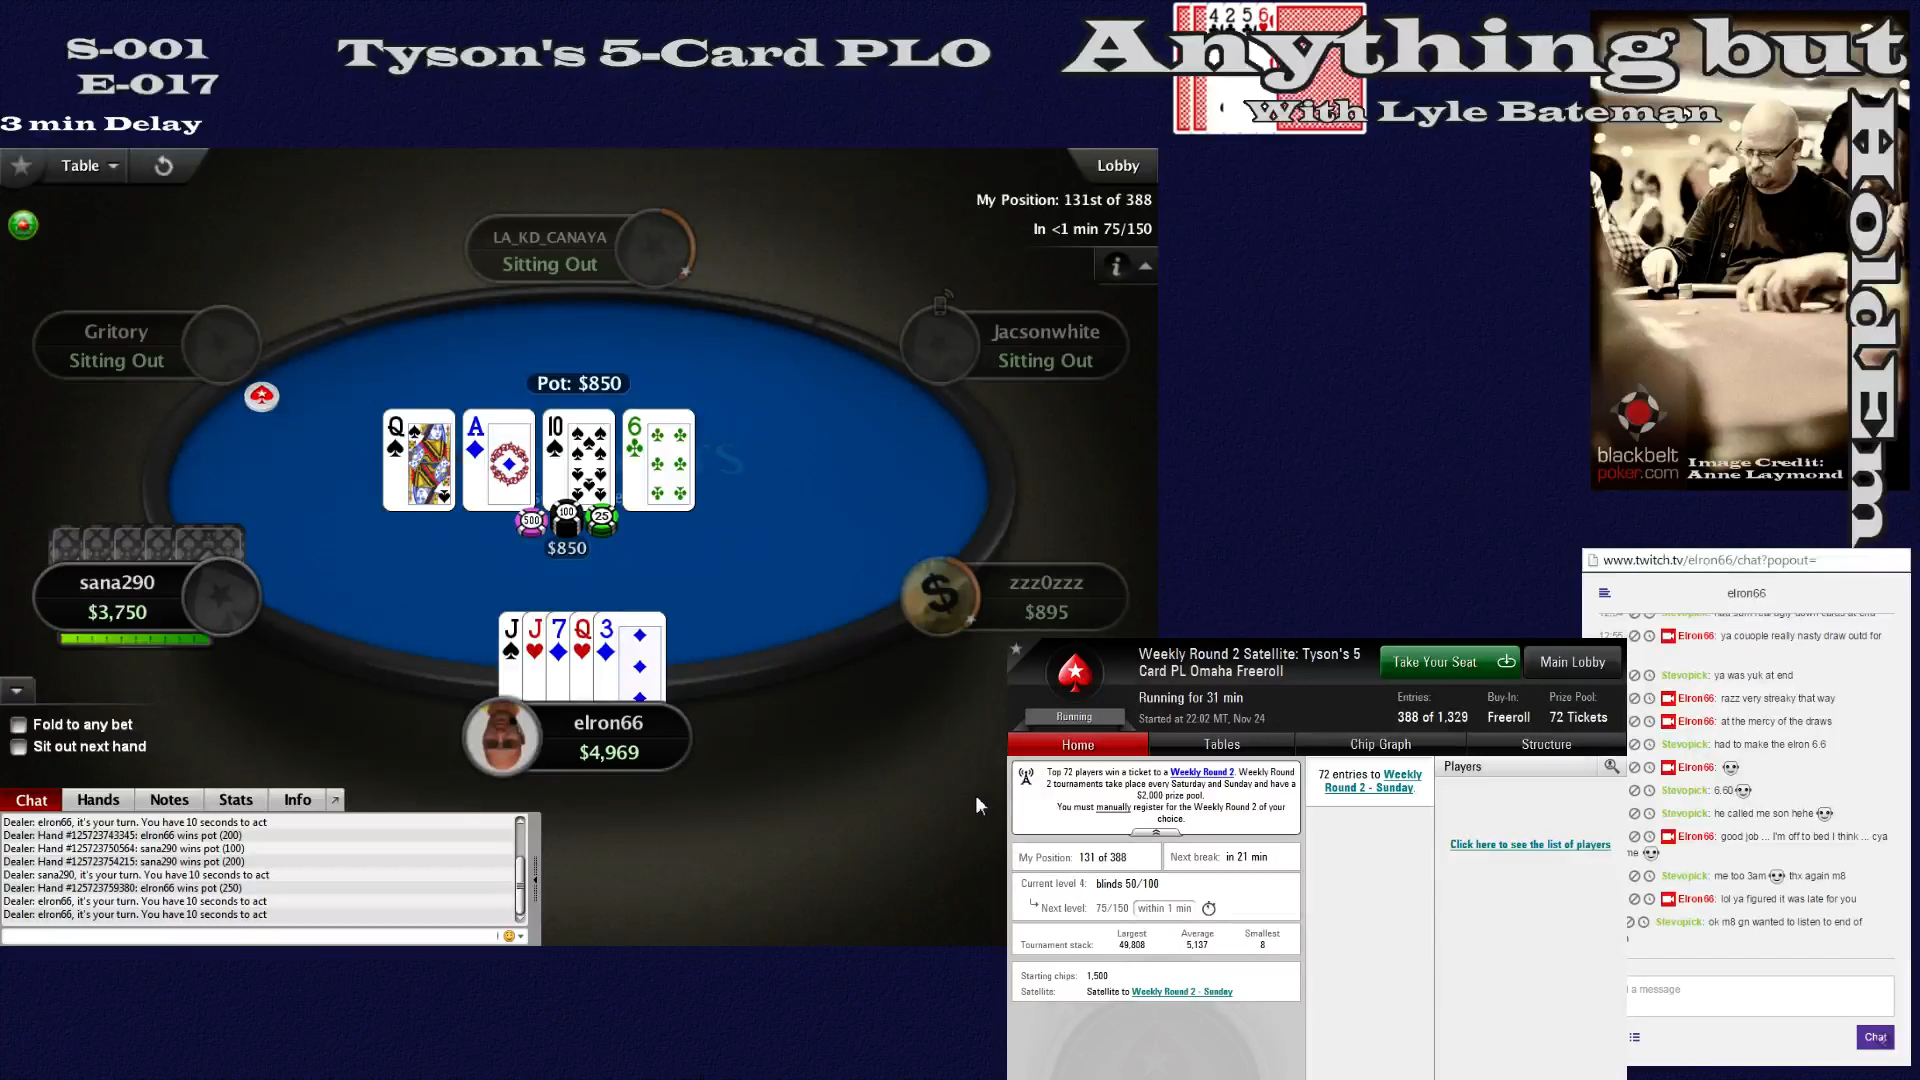 S-001
E-017
3 min Delay
Tyson's 5-Card PLO
4 2 5 6
Anything but
With Lyle Bateman
Holdem
blackbelt
poker.com
Image Credit:
Anne Laymond
Table
Lobby
My Position: 131st of 388
In <1 min 75/150
LA_KD_CANAYA
Sitting Out
Gritory
Sitting Out
Jacsonwhite
Sitting Out
Pot: $850
Q A 10 6
500 100 25
$850
sana290
$3,750
zzz0zzz
$895
J J 7 Q 3
elron66
$4,969
Fold to any bet
Sit out next hand
Chat Hands Notes Stats Info
Dealer: elron66, it's your turn. You have 10 seconds to act
Dealer: Hand #125723743345: elron66 wins pot (200)
Dealer: Hand #125723750564: sana290 wins pot (100)
Dealer: Hand #125723754215: sana290 wins pot (200)
Dealer: sana290, it's your turn. You have 10 seconds to act
Dealer: Hand #125723759380: elron66 wins pot (250)
Dealer: elron66, it's your turn. You have 10 seconds to act
Dealer: elron66, it's your turn. You have 10 seconds to act
Weekly Round 2 Satellite: Tyson's 5
Card PL Omaha Freeroll
Take Your Seat
Main Lobby
Running for 31 min
Running
Started at 22:02 MT, Nov 24
Entries: Buy-In: Prize Pool:
388 of 1,329 Freeroll 72 Tickets
Home Tables Chip Graph Structure
Top 72 players win a ticket to a Weekly Round 2. Weekly Round
2 tournaments take place every Saturday and Sunday and have a
$2,000 prize pool.
You must manually register for the Weekly Round 2 of your
choice.
72 entries to Weekly
Round 2 - Sunday.
Players
Click here to see the list of players
My Position: 131 of 388
Next break: in 21 min
Current level 4: blinds 50/100
Next level: 75/150 within 1 min
Largest Average Smallest
Tournament stack: 49,808 5,137 8
Starting chips: 1,500
Satellite: Satellite to Weekly Round 2 - Sunday
www.twitch.tv/elron66/chat?popout=
elron66
12:55 Elron66: ya couople really nasty draw outd for
Stevopick: ya was yuk at end
Elron66: razz very streaky that way
Elron66: at the mercy of the draws
Stevopick: had to make the elron 6.6
Elron66:
Stevopick: 6.60
Stevopick: he called me son hehe
Elron66: good job ... I'm off to bed I think ... cya
me
Stevopick: me too 3am thx again m8
Elron66: lol ya figured it was late for you
Stevopick: ok m8 gn wanted to listen to end of
a message
Chat